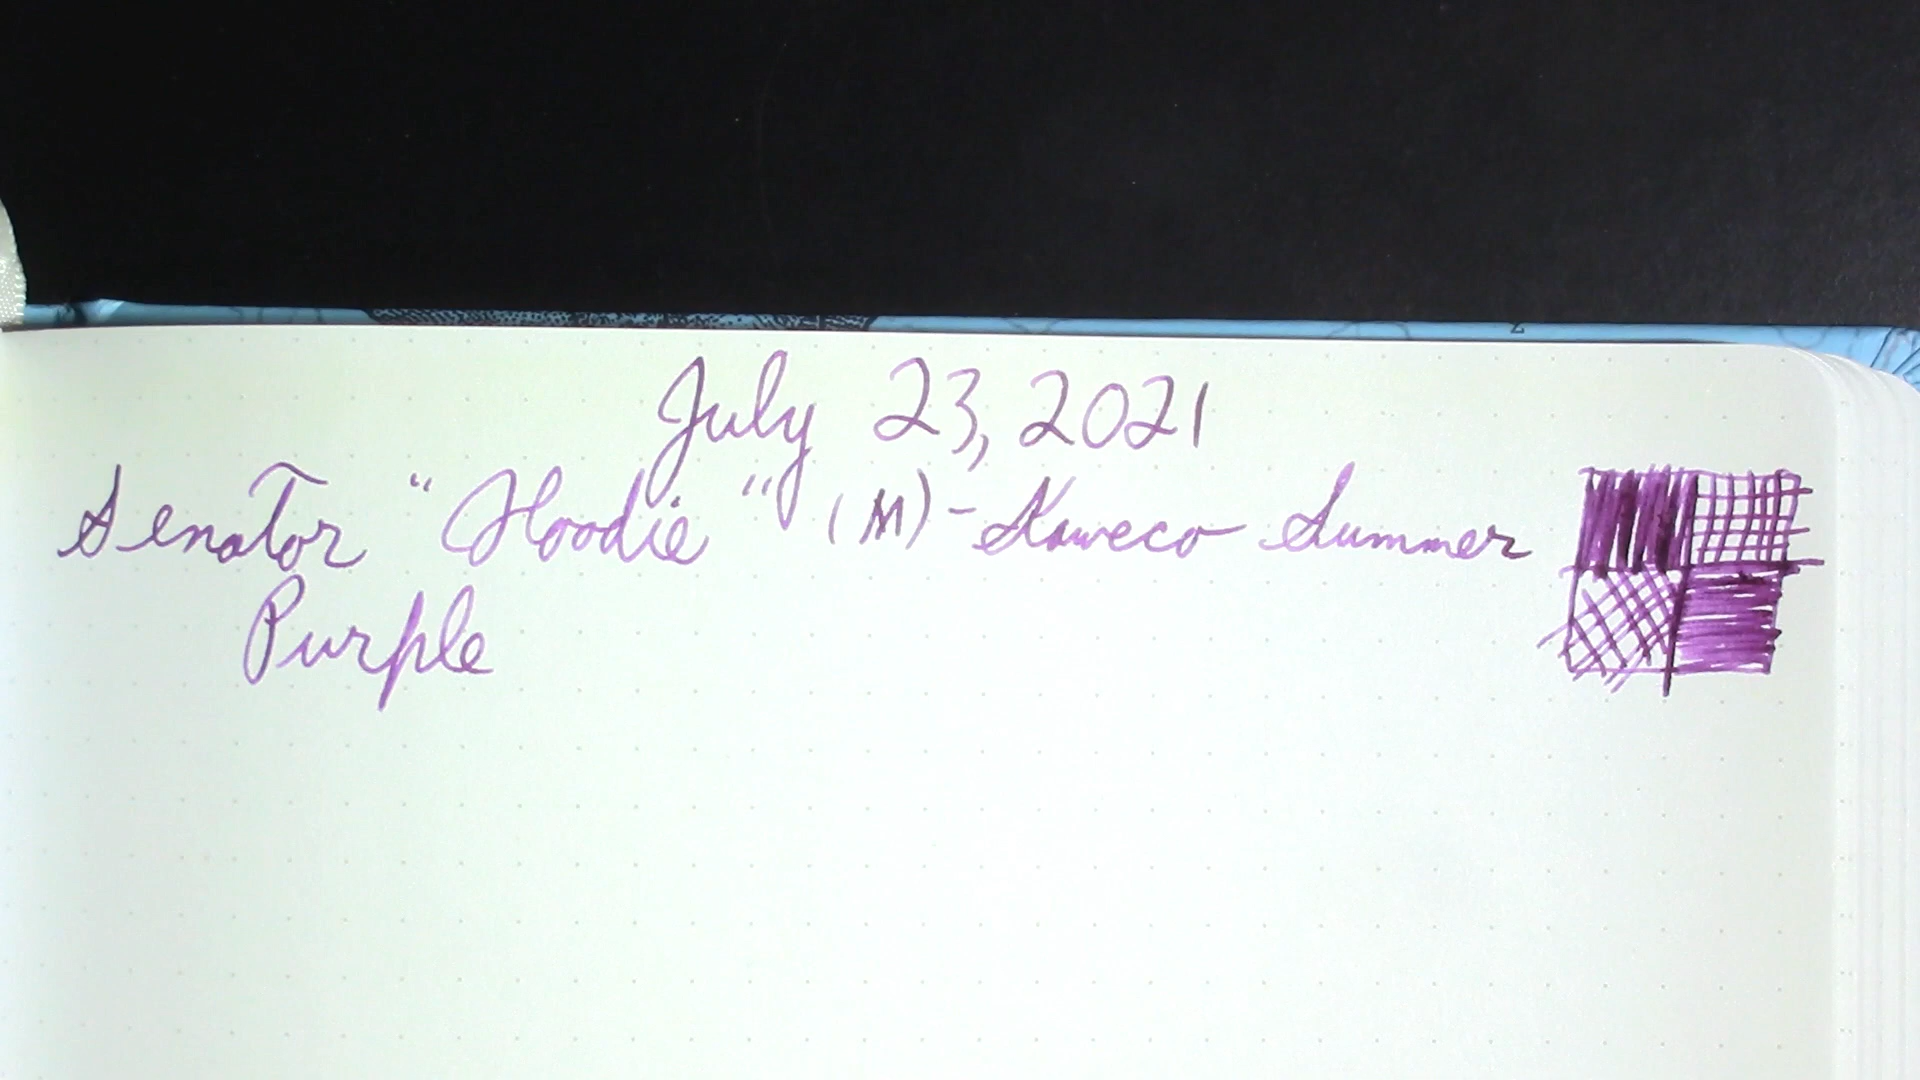 July 23, 2021
Senator "Hoodie" (M) - Kaweco Summer
Purple